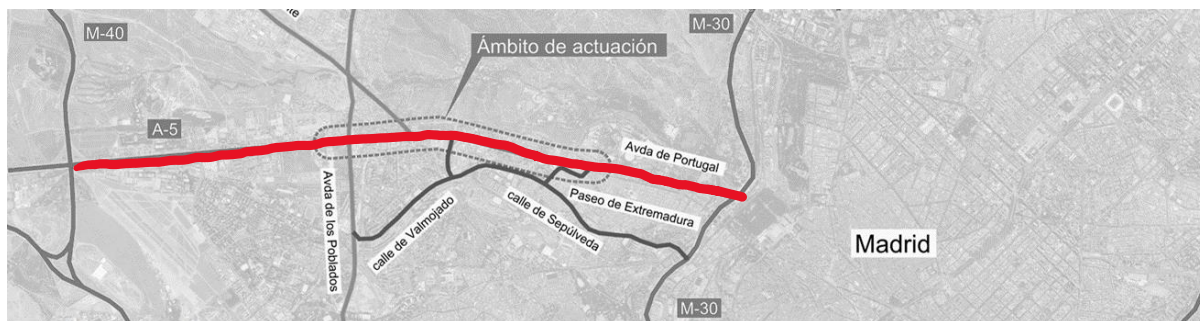 M-40
M-30
Ámbito de actuación
A-5
Avda de Portugal
Avda de los Poblados
calle de Valmojado
calle de Sepúlveda
Paseo de Extremadura
Madrid
M-30